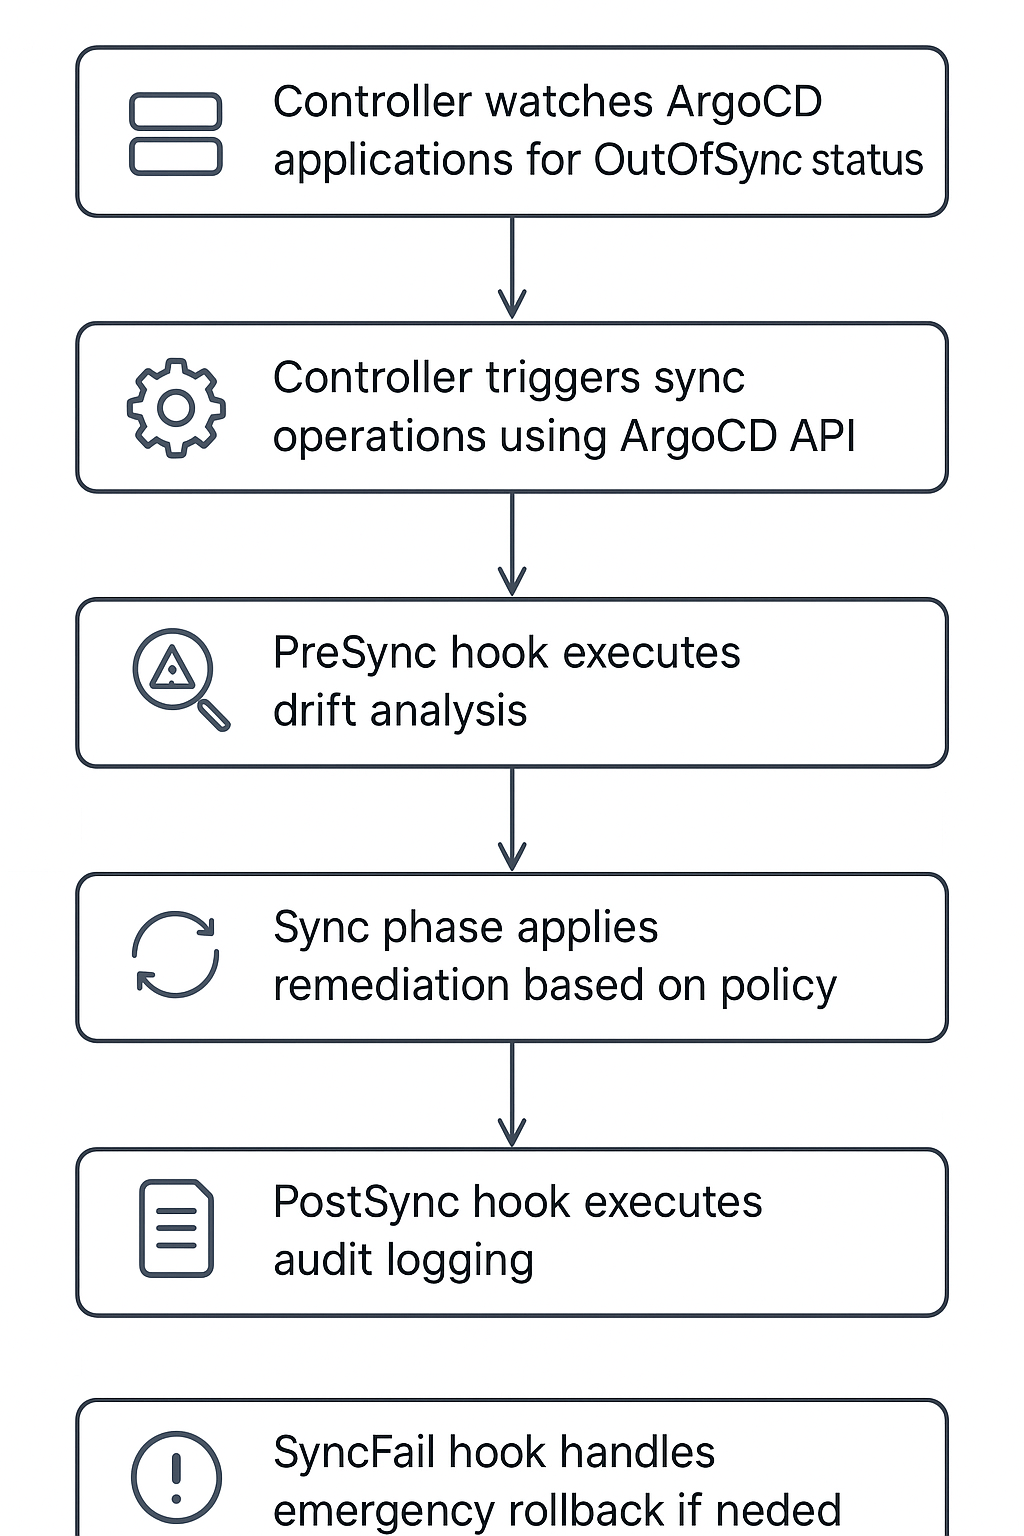 Controller watches ArgoCD
applications for OutOfSync status
Controller triggers sync
operations using ArgoCD API
PreSync hook executes
drift analysis
Sync phase applies
remediation based on policy
PostSync hook executes
audit logging
SyncFail hook handles
emergency rollback if neded